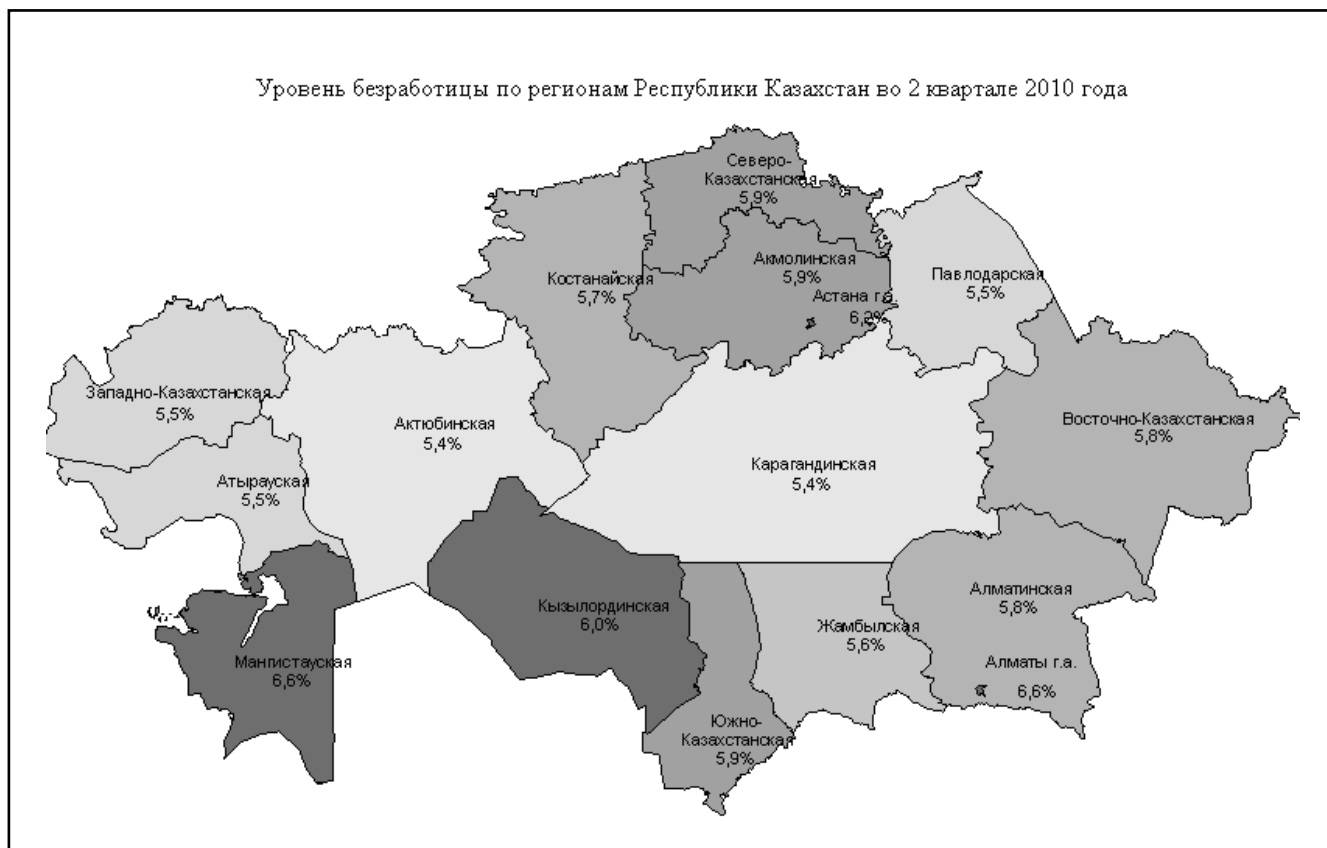 Уровень безработицы по регионам Республики Казахстан во 2 квартале 2010 года
Северо-
Казахстанская
5,9%
Акмолинская
5,9%
Костанайская
5,7%
Павлодарская
5,5%
Астана г.а.
6,2%
Западно-Казахстанская
5,5%
Актюбинская
5,4%
Восточно-Казахстанская
5,8%
Карагандинская
5,4%
Атырауская
5,5%
Алматинская
5,8%
Кызылординская
6,0%
Жамбылская
5,6%
Мангистауская
6,6%
Алматы г.а.
6,6%
Южно-
Казахстанская
5,9%